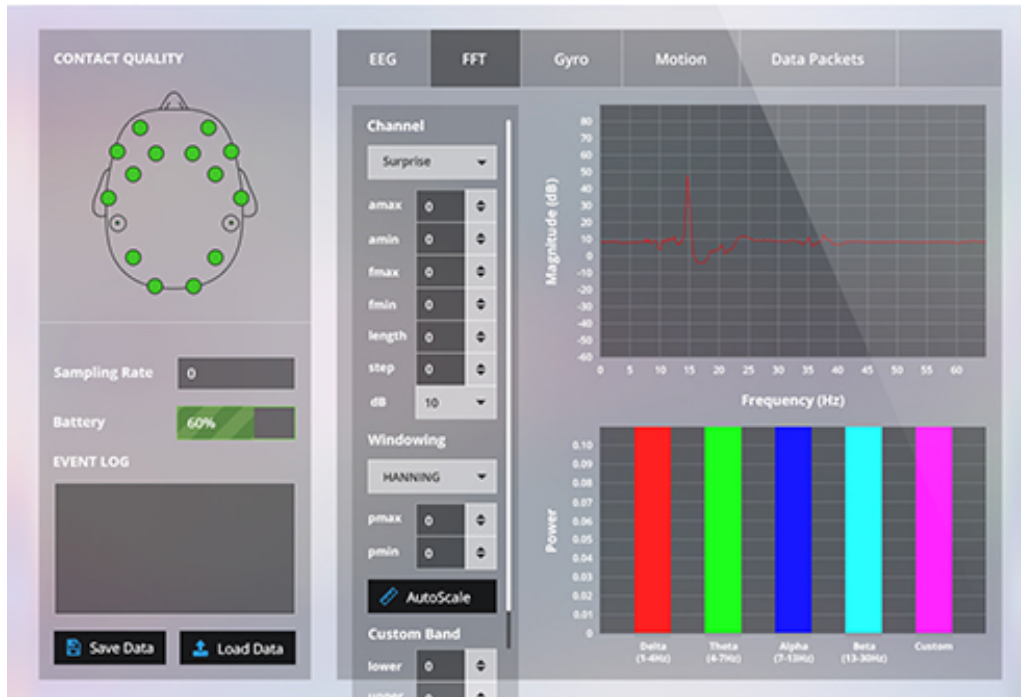 CONTACT QUALITY
Sampling Rate 0
Battery 60%
EVENT LOG
Save Data Load Data
EEG FFT Gyro Motion Data Packets
Channel
Surprise
amax 0
amin 0
fmax 0
fmin 0
length 0
step 0
dB 10
Windowing
HANNING
pmax 0
pmin 0
AutoScale
Custom Band
lower 0
upper 0
Magnitude (dB)
80
70
60
50
40
30
20
10
0
-10
-20
-30
-40
-50
-60
0 5 10 15 20 25 30 35 40 45 50 55 60
Frequency (Hz)
Power
0.10
0.09
0.08
0.07
0.06
0.05
0.04
0.03
0.02
0.01
0
Delta Theta Alpha Beta Custom
(1-4Hz) (4-7Hz) (7-13Hz) (13-30Hz)